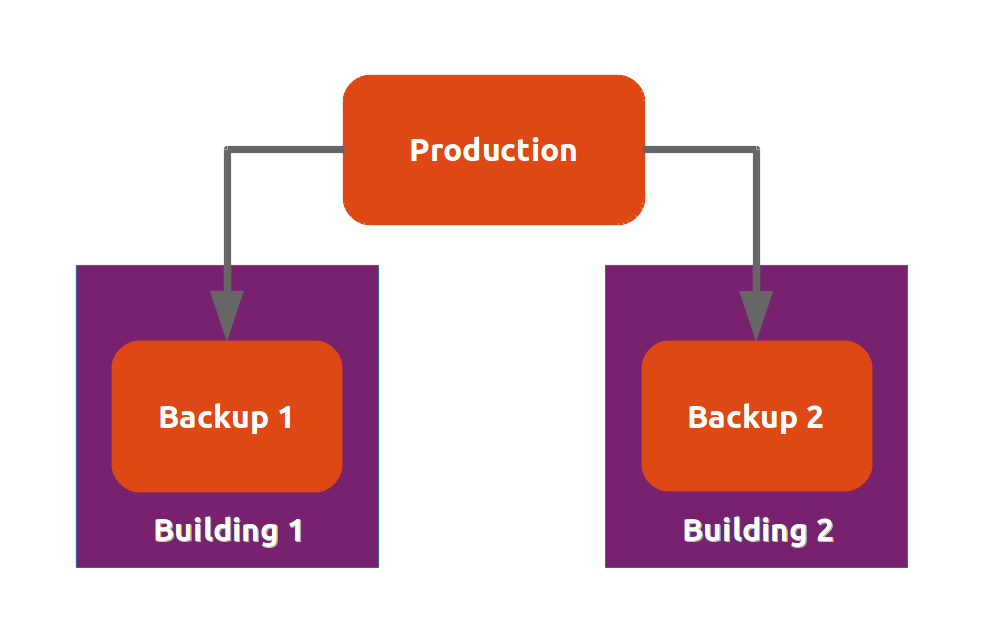 Production
Backup 1
Backup 2
Building 1
Building 2